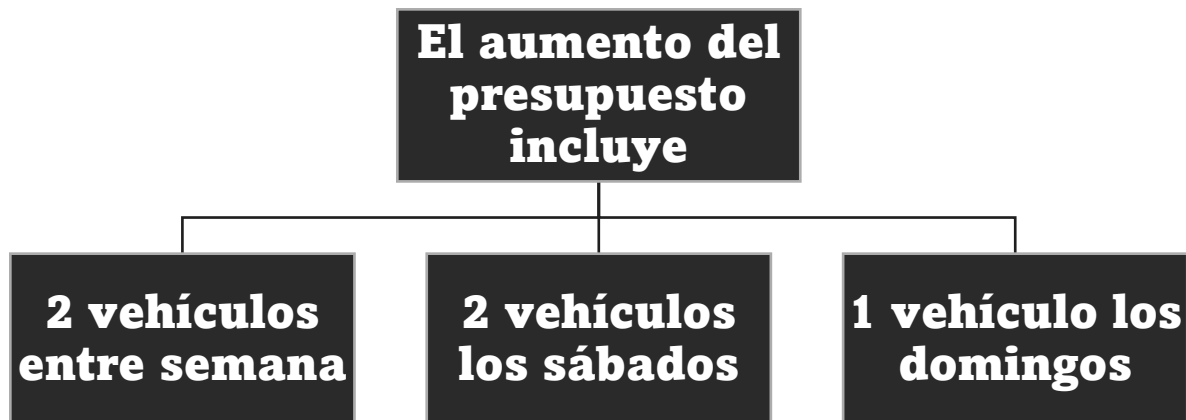 El aumento del
presupuesto
incluye
2 vehículos
entre semana
2 vehículos
los sábados
1 vehículo los
domingos